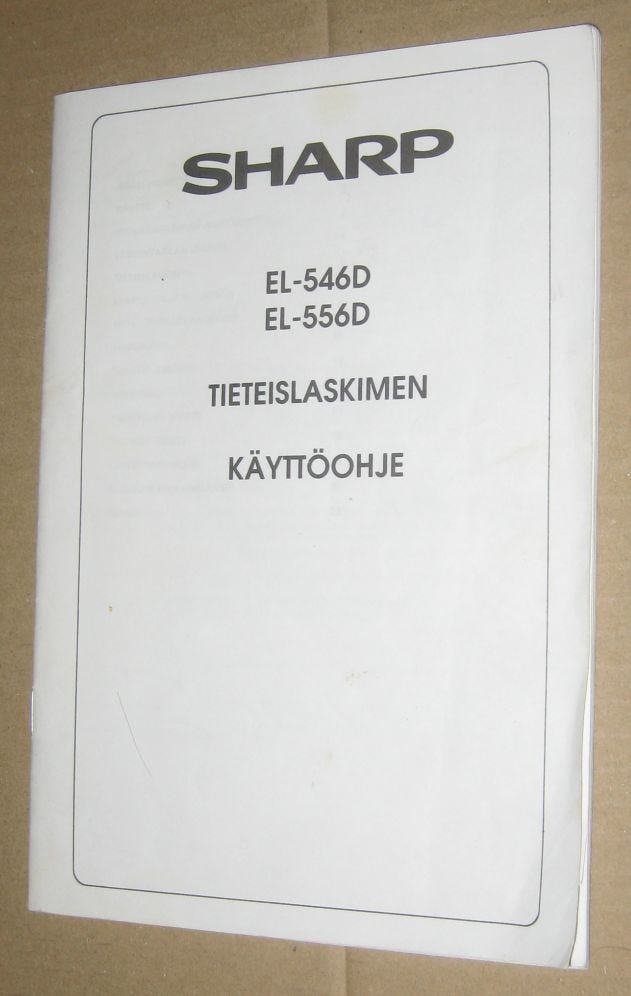 SHARP
EL-546D
EL-556D
TIETEISLASKIMEN
KÄYTTÖOHJE